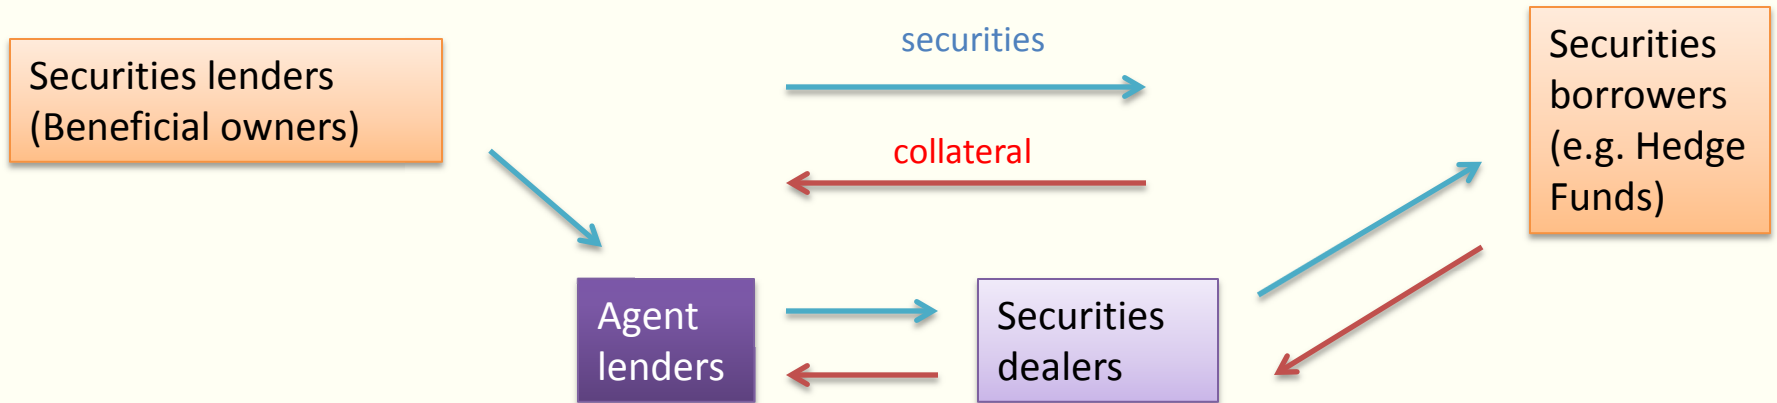 Securities lenders
(Beneficial owners)
securities
collateral
Securities
borrowers
(e.g. Hedge
Funds)
Agent
lenders
Securities
dealers